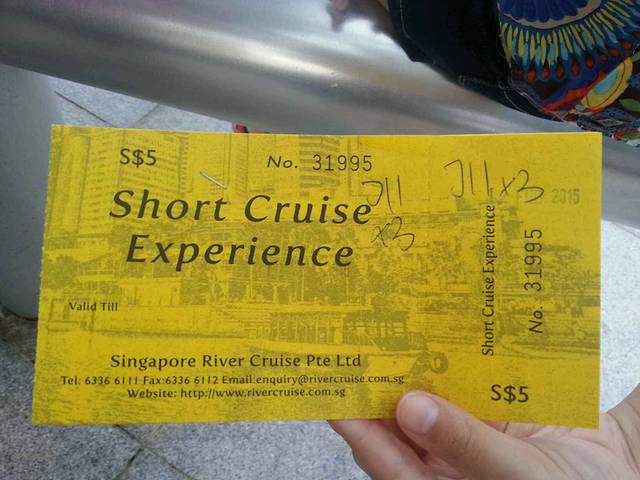 S$5
No. 31995
Short Cruise
Experience
J11
x3
J11x3
2015
Valid Till
Singapore River Cruise Pte Ltd
Tel: 6336 6111 Fax:6336 6112 Email:enquiry@rivercruise.com.sg
Website: http://www.rivercruise.com.sg
Short Cruise Experience
No. 31995
S$5